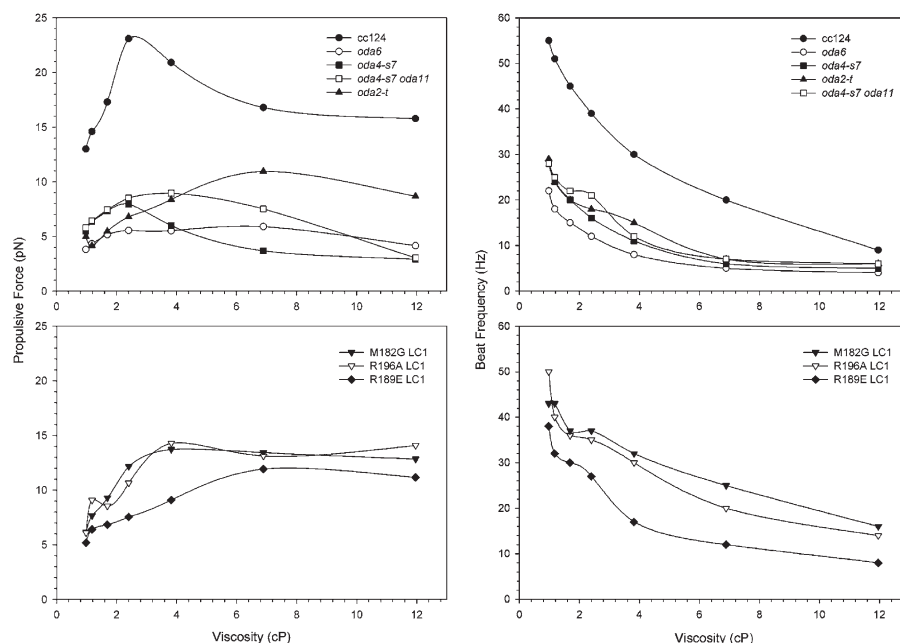 25
20
15
10
5
0
0 2 4 6 8 10 12
cc124
oda6
oda4-s7
oda4-s7 oda11
oda2-t
60
50
40
30
20
10
0
0 2 4 6 8 10 12
cc124
oda6
oda4-s7
oda2-t
oda4-s7 oda11
Propulsive Force (pN)
Beat Frequency (Hz)
25
20
15
10
5
0
0 2 4 6 8 10 12
M182G LC1
R196A LC1
R189E LC1
Viscosity (cP)
60
50
40
30
20
10
0
0 2 4 6 8 10 12
M182G LC1
R196A LC1
R189E LC1
Viscosity (cP)